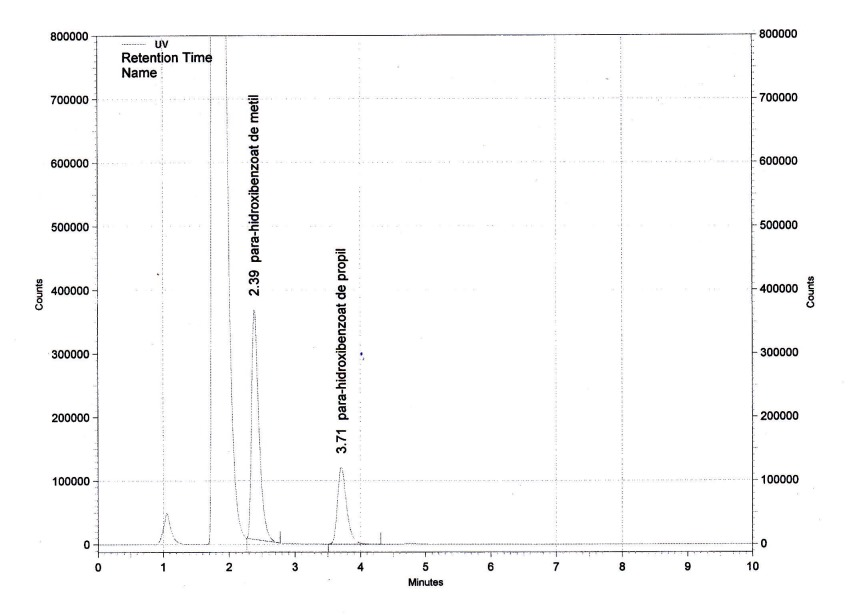 UV
Retention Time
Name
800000
700000
600000
500000
400000
300000
200000
100000
0
Counts
2.39 para-hidroxibenzoat de metil
3.71 para-hidroxibenzoat de propil
800000
700000
600000
500000
400000
300000
200000
100000
0
Counts
0 1 2 3 4 5 6 7 8 9 10
Minutes